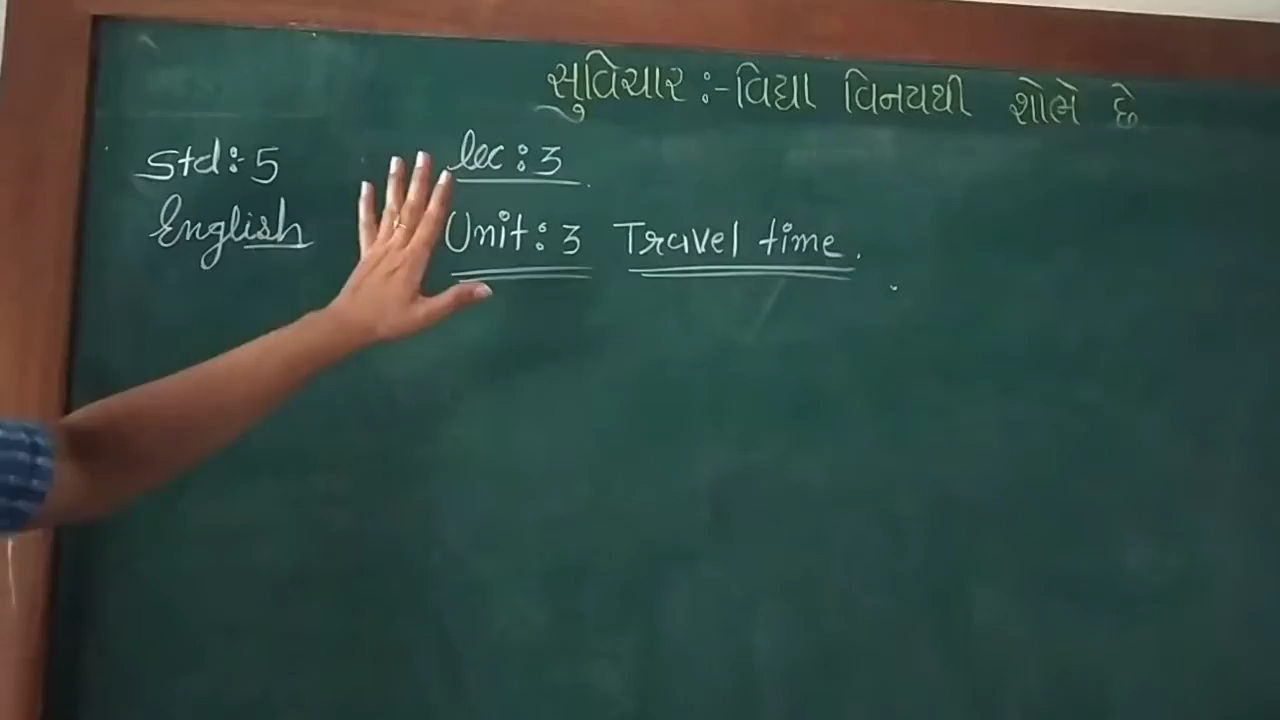 સુવિચાર :- વિદ્યા વિનયથી શોભે છે
Std :- 5 lec : 3
English Unit : 3 Travel time.